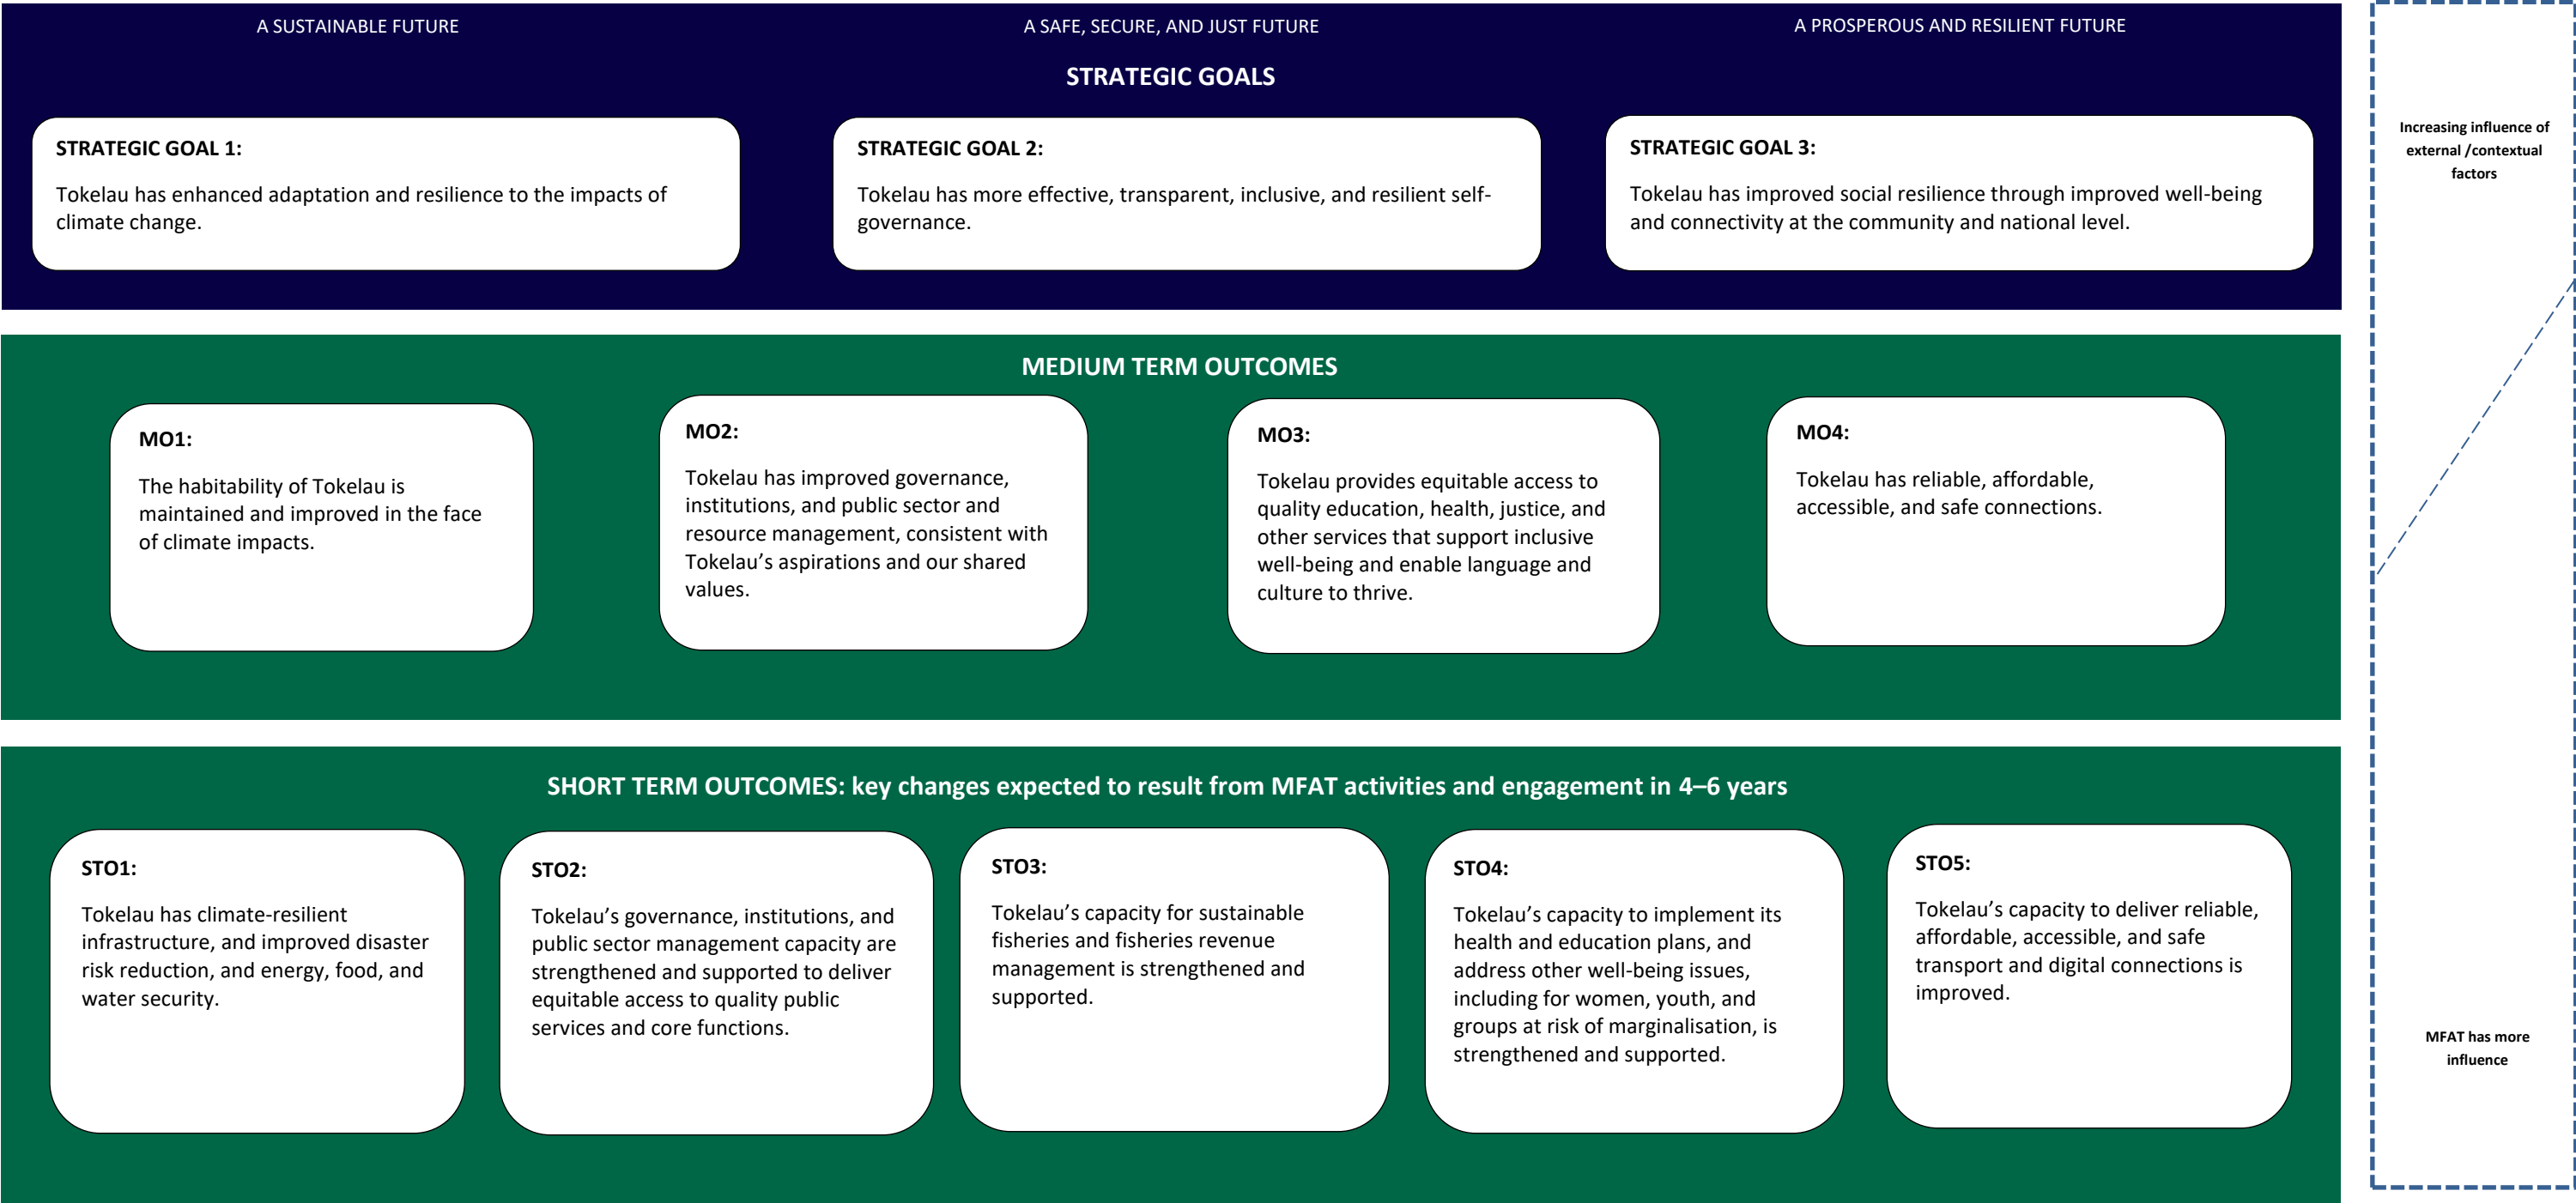 A SUSTAINABLE FUTURE
A SAFE, SECURE, AND JUST FUTURE
A PROSPEROUS AND RESILIENT FUTURE
STRATEGIC GOALS
STRATEGIC GOAL 1:
Tokelau has enhanced adaptation and resilience to the impacts of
climate change.
STRATEGIC GOAL 2:
Tokelau has more effective, transparent, inclusive, and resilient self-
governance.
STRATEGIC GOAL 3:
Tokelau has improved social resilience through improved well-being
and connectivity at the community and national level.
MEDIUM TERM OUTCOMES
MO1:
The habitability of Tokelau is
maintained and improved in the face
of climate impacts.
MO2:
Tokelau has improved governance,
institutions, and public sector and
resource management, consistent with
Tokelau’s aspirations and our shared
values.
MO3:
Tokelau provides equitable access to
quality education, health, justice, and
other services that support inclusive
well-being and enable language and
culture to thrive.
MO4:
Tokelau has reliable, affordable,
accessible, and safe connections.
SHORT TERM OUTCOMES: key changes expected to result from MFAT activities and engagement in 4–6 years
STO1:
Tokelau has climate-resilient
infrastructure, and improved disaster
risk reduction, and energy, food, and
water security.
STO2:
Tokelau’s governance, institutions, and
public sector management capacity are
strengthened and supported to deliver
equitable access to quality public
services and core functions.
STO3:
Tokelau’s capacity for sustainable
fisheries and fisheries revenue
management is strengthened and
supported.
STO4:
Tokelau’s capacity to implement its
health and education plans, and
address other well-being issues,
including for women, youth, and
groups at risk of marginalisation, is
strengthened and supported.
STO5:
Tokelau’s capacity to deliver reliable,
affordable, accessible, and safe
transport and digital connections is
improved.
Increasing influence of
external /contextual
factors
MFAT has more
influence